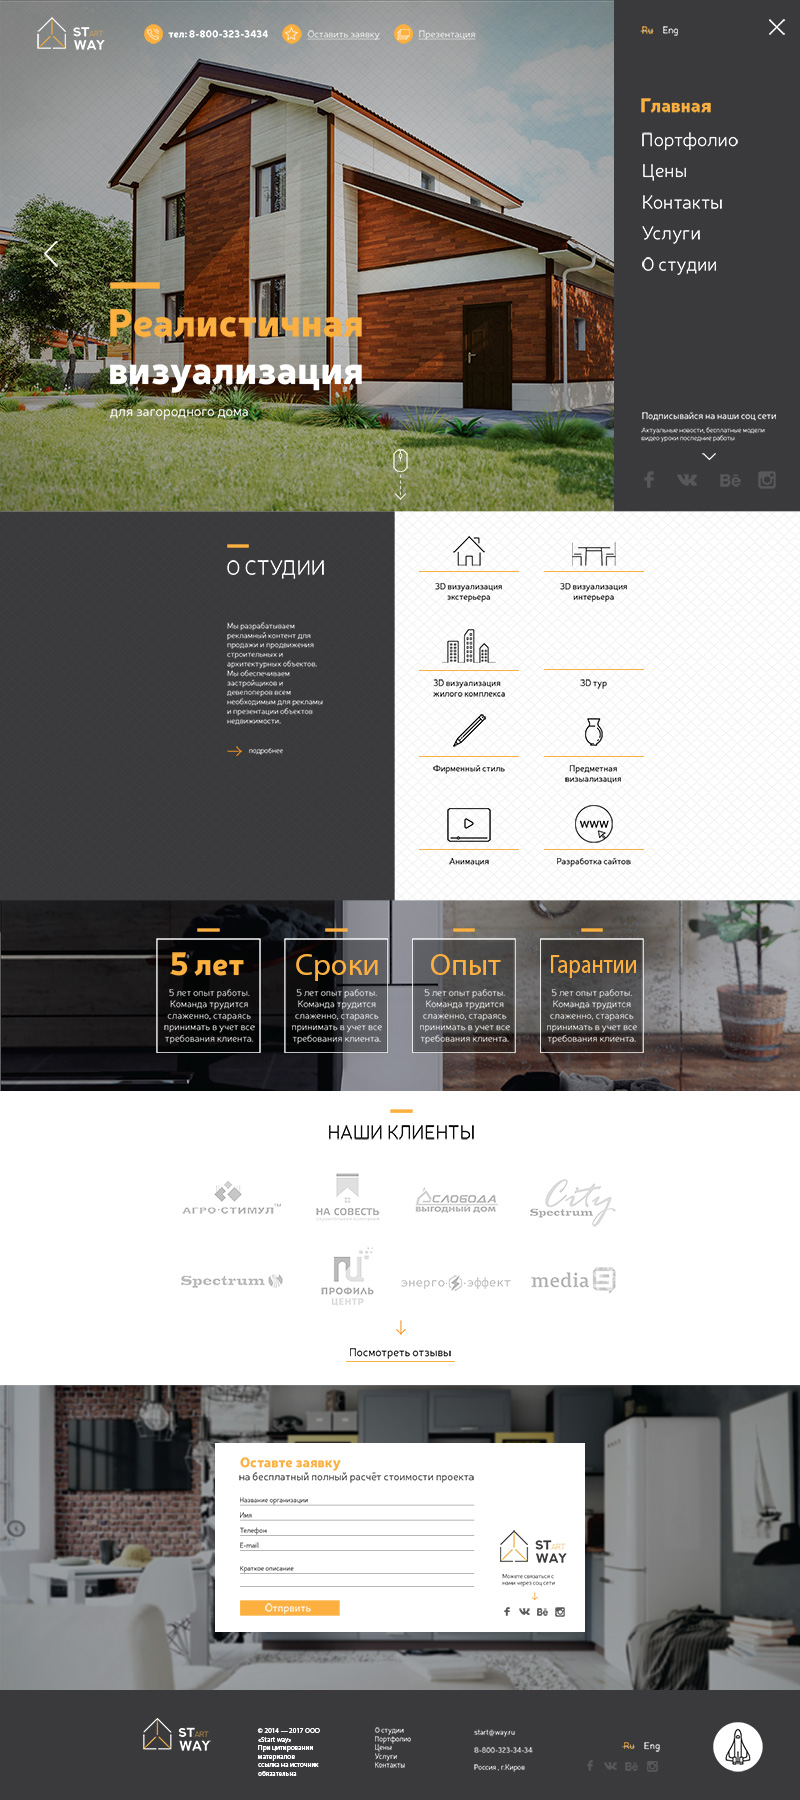 START
WAY
тел: 8-800-323-3434
Оставить заявку
Презентация
Ru Eng
Главная
Портфолио
Цены
Контакты
Услуги
О студии
Реалистичная
визуализация
для загородного дома
Подписывайся на наши соц сети
Актуальные новости, бесплатные модели
видео уроки последние работы
Bē
О СТУДИИ
Мы разрабатываем
рекламный контент для
продажи и продвижения
строительных и
архитектурных объектов.
Мы обеспечиваем
застройщиков и
девелоперов всем
необходимым для рекламы
и презентации объектов
недвижимости.
подробнее
3D визуализация
экстерьера
3D визуализация
интерьера
3D визуализация
жилого комплекса
3D тур
Фирменный стиль
Предметная
визыализация
Анимация
WWW
Разработка сайтов
5 лет
5 лет опыт работы.
Команда трудится
слаженно, стараясь
принимать в учет все
требования клиента.
Сроки
5 лет опыт работы.
Команда трудится
слаженно, стараясь
принимать в учет все
требования клиента.
Опыт
5 лет опыт работы.
Команда трудится
слаженно, стараясь
принимать в учет все
требования клиента.
Гарантии
5 лет опыт работы.
Команда трудится
слаженно, стараясь
принимать в учет все
требования клиента.
НАШИ КЛИЕНТЫ
АГРО·СТИМУЛ™
НА СОВЕСТЬ
СЛОБОДА
ВЫГОДНЫЙ ДОМ
City
Spectrum
Spectrum
ПРОФИЛЬ
ЦЕНТР
энерго эффект
media
Посмотреть отзывы
Оставте заявку
на бесплатный полный расчёт стоимости проекта
Название организации
Имя
Телефон
E-mail
Краткое описание
Отпрвить
START
WAY
Можете связаться с
нами через соц сети
Bē
START
WAY
© 2014 — 2017 ООО
«Start way»
При цитировании
материалов
ссылка на источник
обязательна
О студии
Портфолио
Цены
Услуги
Контакты
start@way.ru
8-800-323-34-34
Россия , г.Киров
Ru Eng
Bē